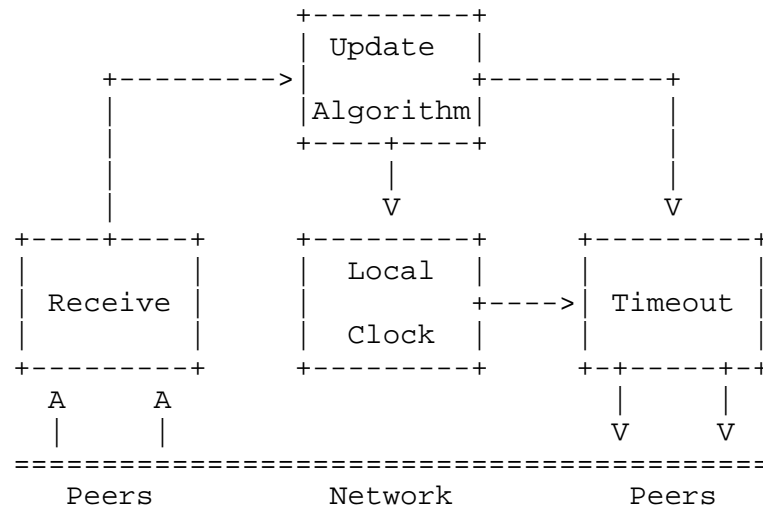 Update
Algorithm
Receive
Local
Clock
Timeout
A A
V
V
V V
Peers Network Peers